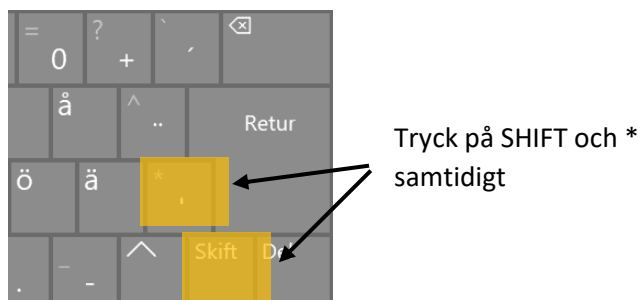 = ? `
0 + ´
å ^ ¨ Retur
ö ä * '
Tryck på SHIFT och *
samtidigt
_ Skift Del
. -